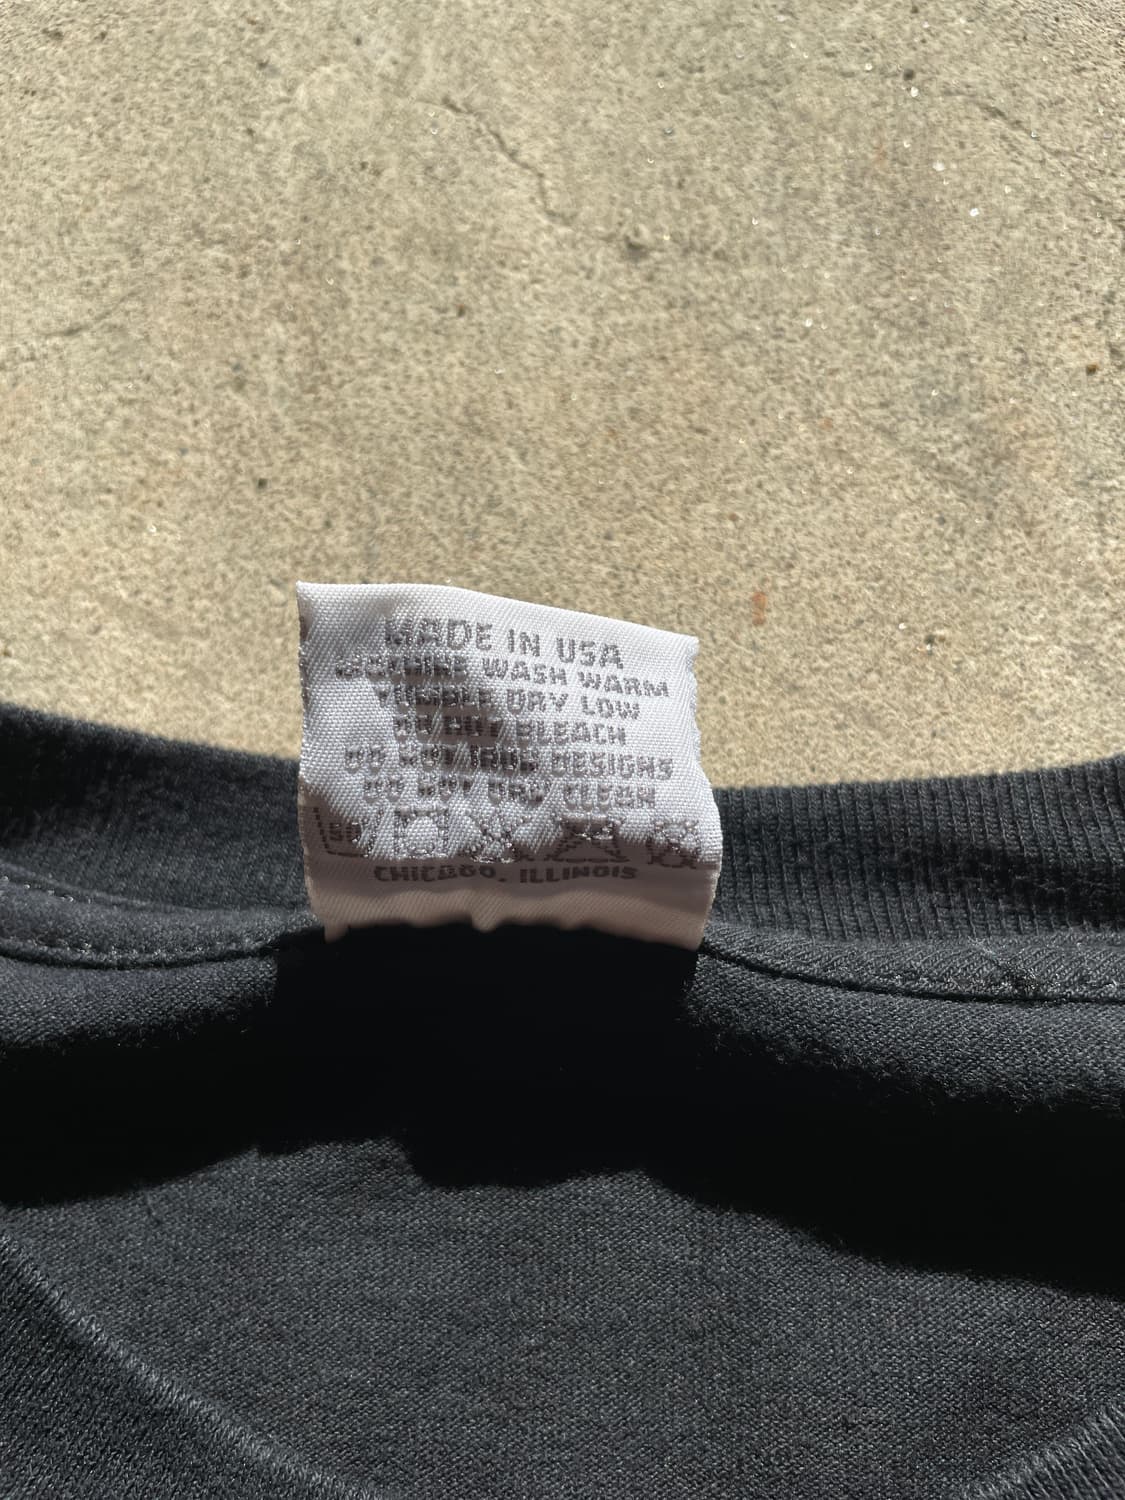 MADE IN USA
MACHINE WASH WARM
TUMBLE DRY LOW
DO NOT BLEACH
DO NOT IRON DESIGNS
DO NOT DRY CLEAN
50
CHICAGO, ILLINOIS